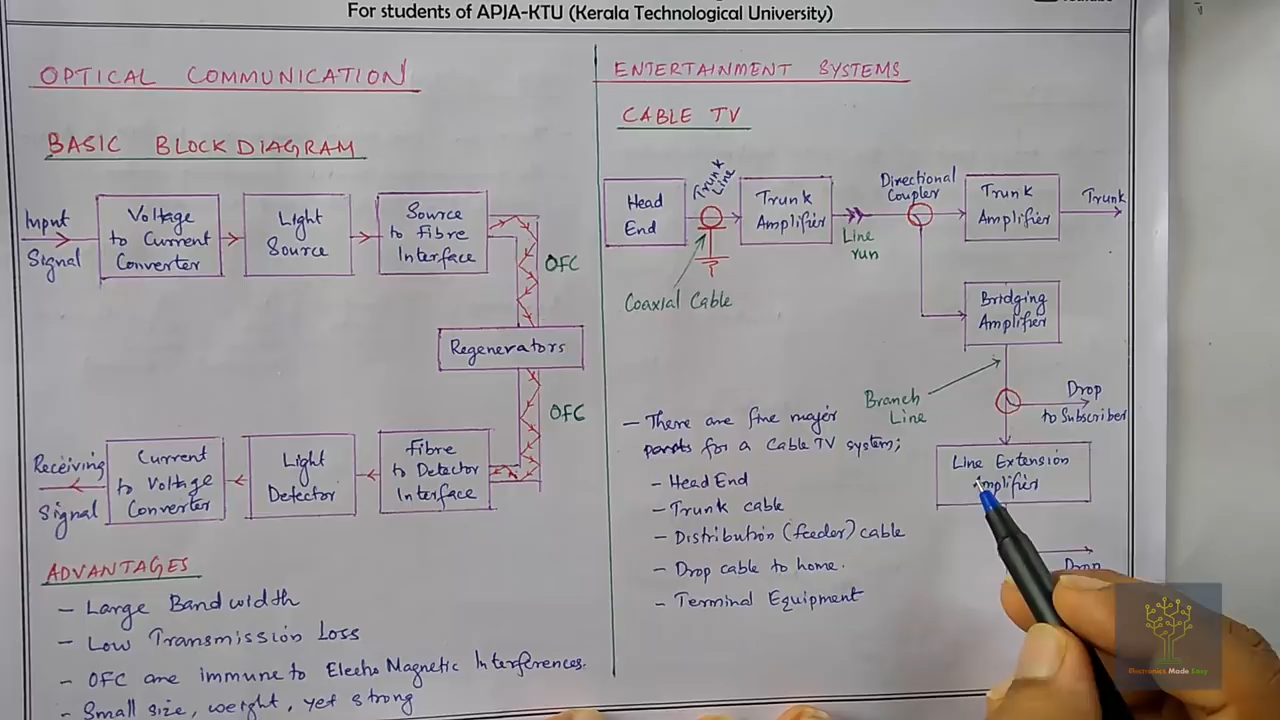 For students of APJA-KTU (Kerala Technological University)
OPTICAL COMMUNICATION
BASIC BLOCK DIAGRAM
Input
Signal
Voltage
to Current
Converter
Light
Source
Source
to Fibre
Interface
OFC
Regenerators
OFC
Receiving
Signal
Current
to Voltage
Converter
Light
Detector
Fibre
to Detector
Interface
ADVANTAGES
- Large Bandwidth
- Low Transmission Loss
- OFC are immune to Electro Magnetic Interferences.
- Small size, weight, yet strong
ENTERTAINMENT SYSTEMS
CABLE TV
Head
End
Trunk
Line
Trunk
Amplifier
Line
run
Directional
Coupler
Trunk
Amplifier
Trunk
Coaxial Cable
Bridging
Amplifier
Branch
Line
Drop
to Subscriber
Line Extension
Amplifier
Drop
- There are five major
parts for a Cable TV system;
- Head End
- Trunk cable
- Distribution (feeder) cable
- Drop cable to home.
- Terminal Equipment
Electronics Made Easy